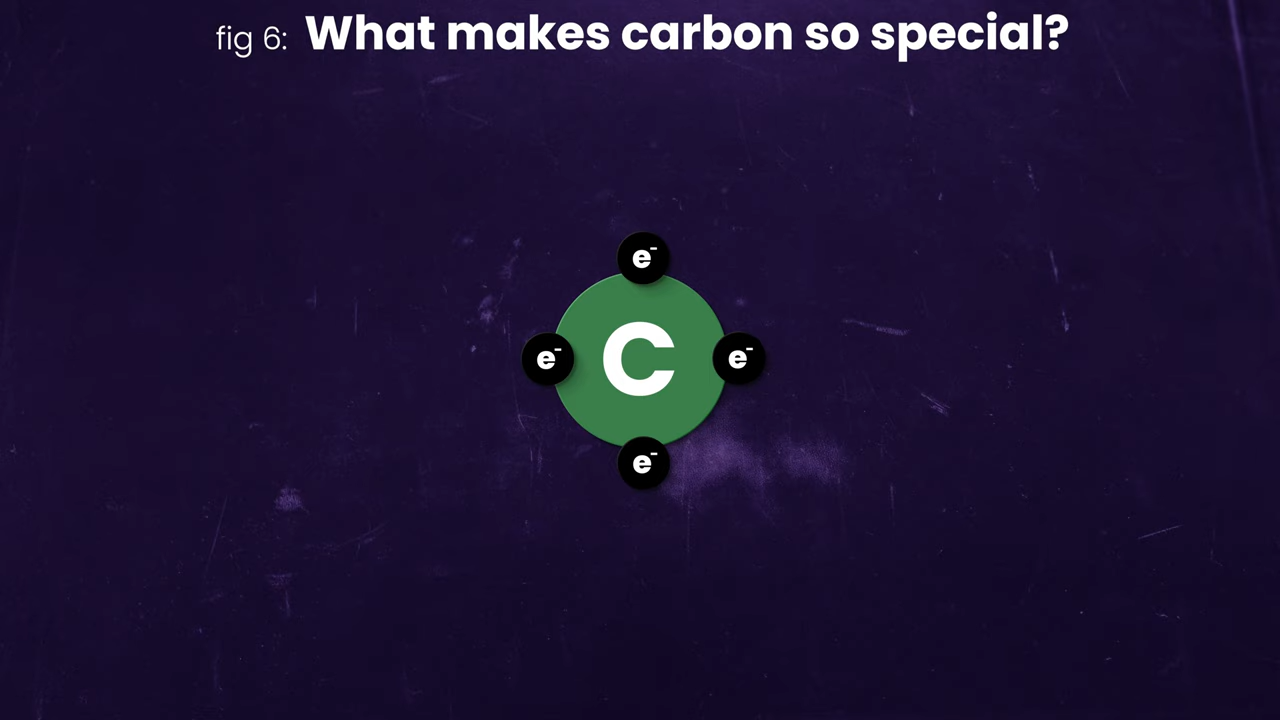 fig 6: What makes carbon so special?
e⁻
e⁻ C e⁻
e⁻